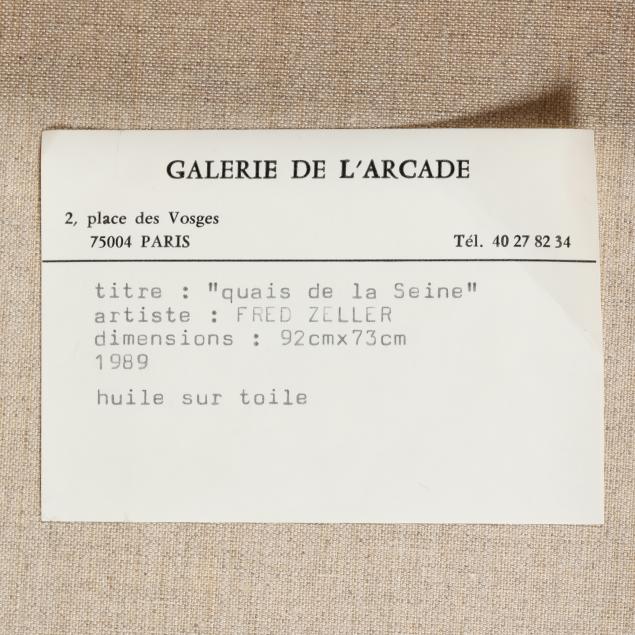 GALERIE DE L'ARCADE
2, place des Vosges
75004 PARIS
Tél. 40 27 82 34
titre : "quais de la Seine"
artiste : FRED ZELLER
dimensions : 92cmx73cm
1989
huile sur toile